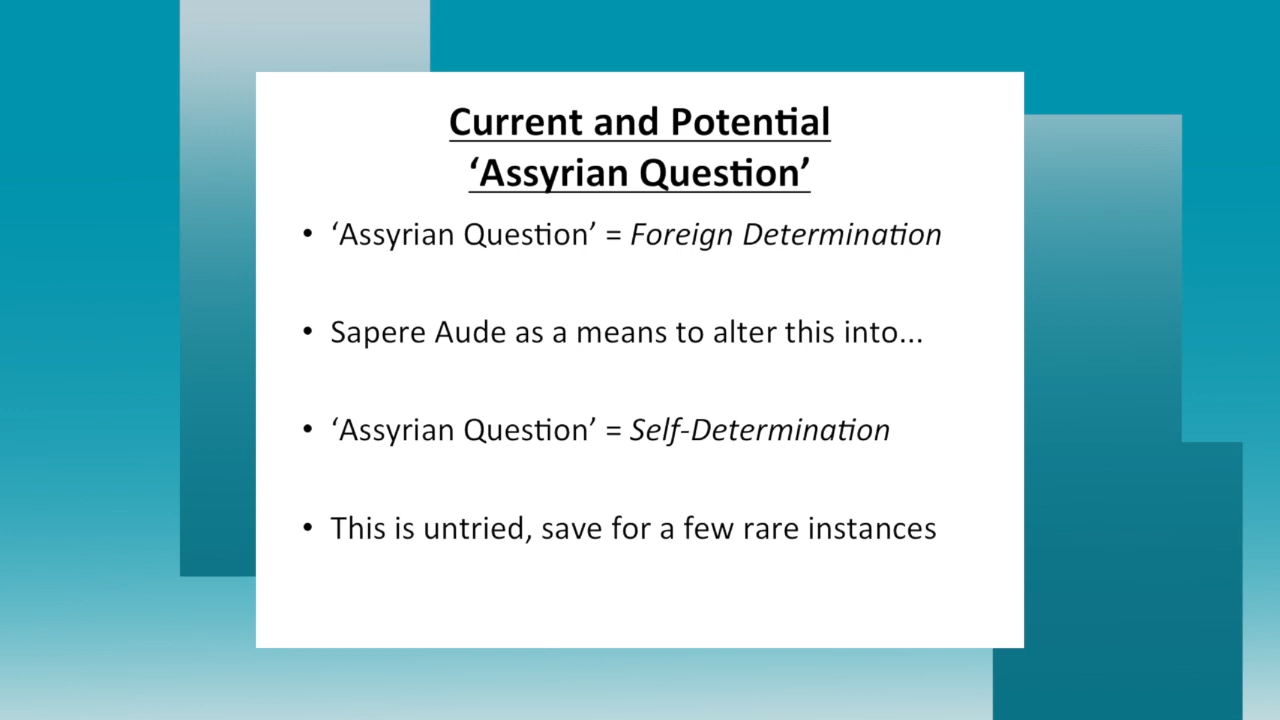 Current and Potential
‘Assyrian Question’
• ‘Assyrian Question’ = Foreign Determination
• Sapere Aude as a means to alter this into...
• ‘Assyrian Question’ = Self-Determination
• This is untried, save for a few rare instances